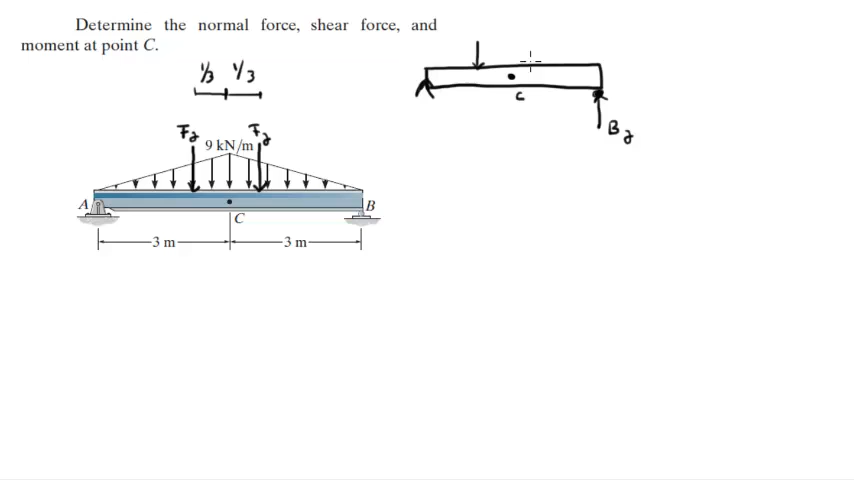 Determine the normal force, shear force, and
moment at point C.
1/3 1/3
F2 F2
9 kN/m
A
B
C
3 m
3 m
c
B2